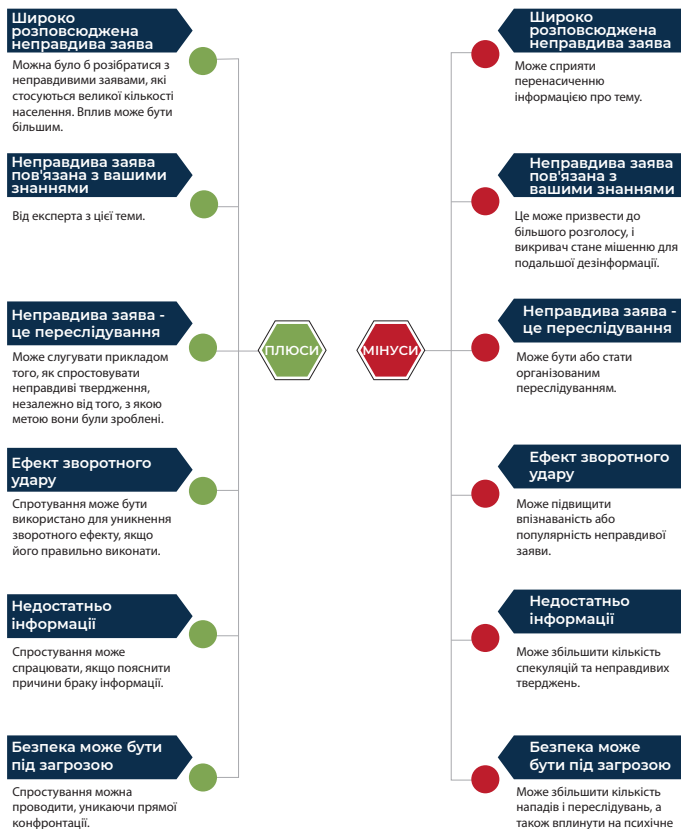 Широко
розповсюджена
неправдива заява
Можна було б розібратися з
неправдивими заявами, які
стосуються великої кількості
населення. Вплив може бути
більшим.
Неправдива заява
пов'язана з вашими
знаннями
Від експерта з цієї теми.
Неправдива заява -
це переслідування
Може слугувати прикладом
того, як спростовувати
неправдиві твердження,
незалежно від того, з якою
метою вони були зроблені.
Ефект зворотного
удару
Спротування може бути
використано для уникнення
зворотного ефекту, якщо
його правильно виконати.
Недостатньо
інформації
Спростування може
спрацювати, якщо пояснити
причини браку інформації.
Безпека може бути
під загрозою
Спростування можна
проводити, уникаючи прямої
конфронтації.
ПЛЮСИ
МІНУСИ
Широко
розповсюджена
неправдива заява
Може сприяти
перенасиченню
інформацією про тему.
Неправдива заява
пов'язана з
вашими знаннями
Це може призвести до
більшого розголосу, і
викривач стане мішенню для
подальшої дезінформації.
Неправдива заява -
це переслідування
Може бути або стати
організованим
переслідуванням.
Ефект зворотного
удару
Може підвищити
впізнаваність або
популярність неправдивої
заяви.
Недостатньо
інформації
Може збільшити кількість
спекуляцій та неправдивих
тверджень.
Безпека може
бути під загрозою
Може збільшити кількість
нападів і переслідувань, а
також вплинути на психічне